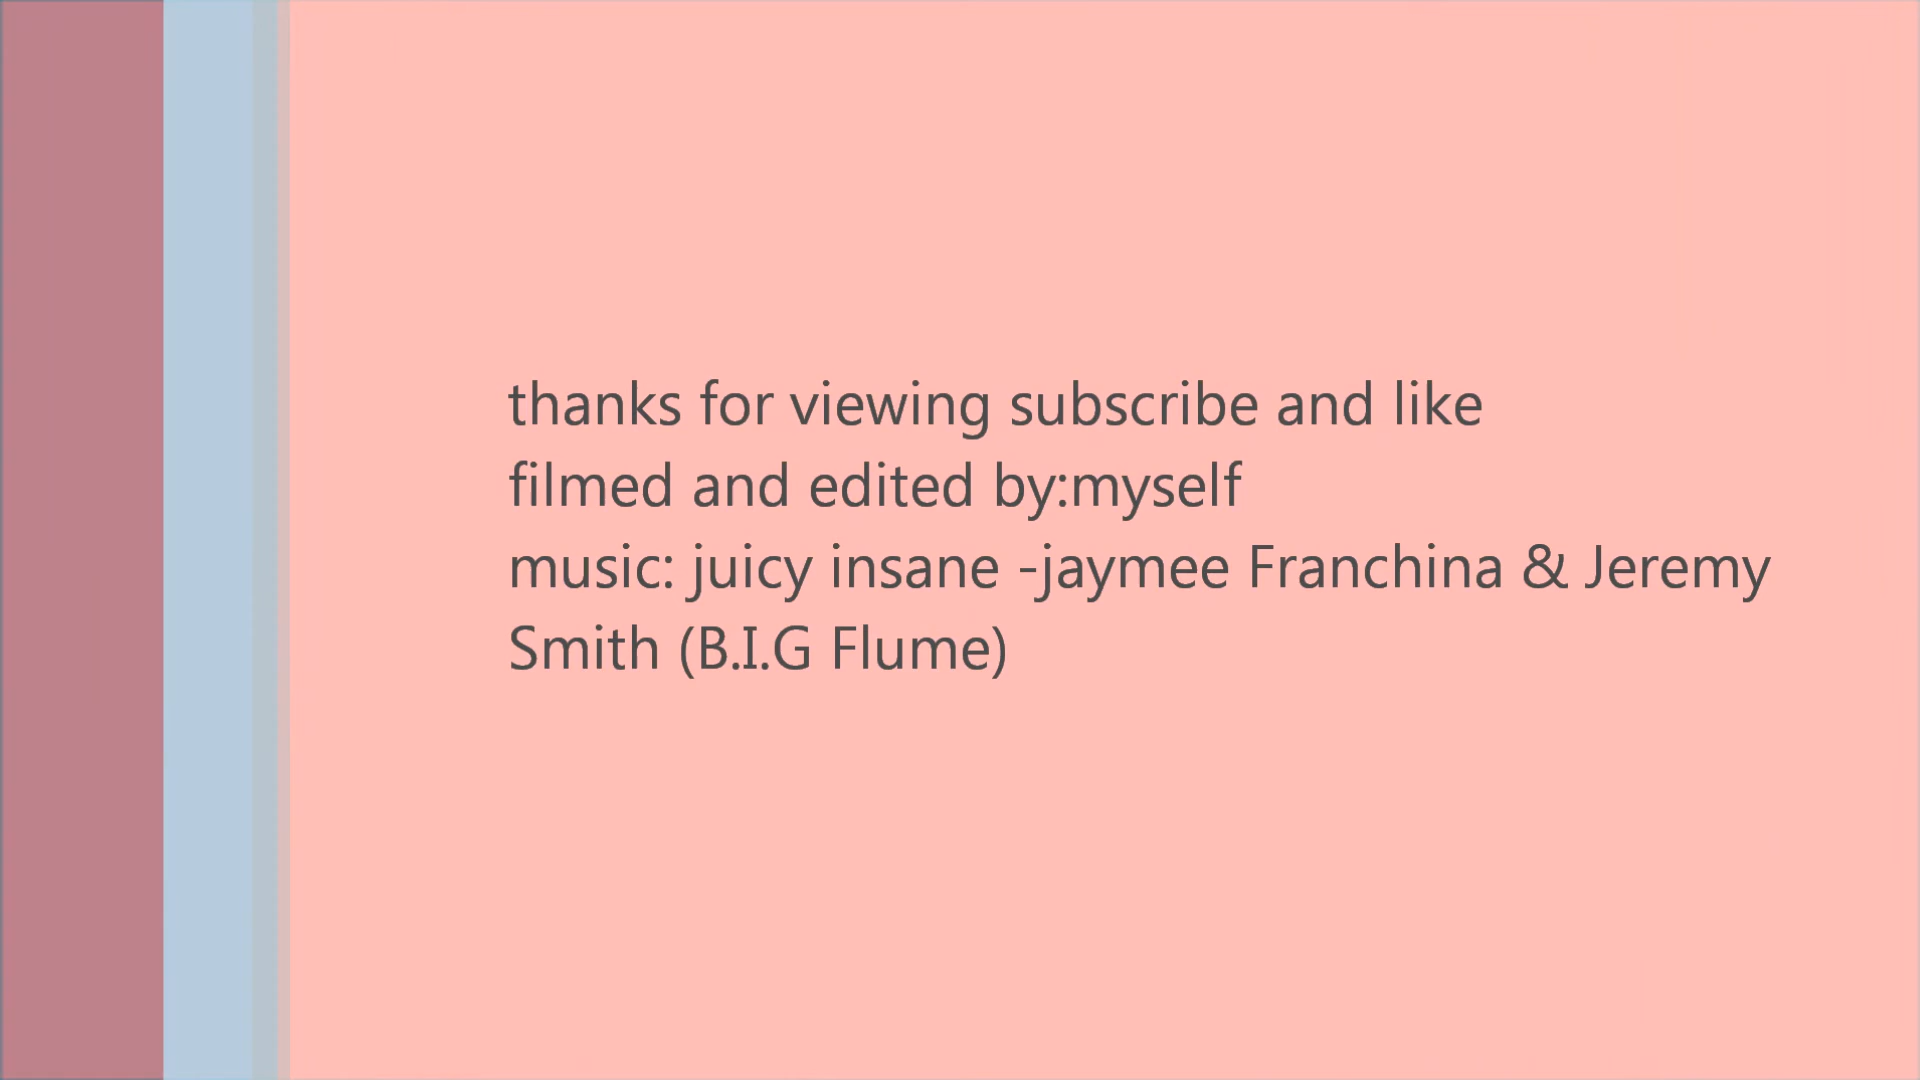 thanks for viewing subscribe and like
filmed and edited by:myself
music: juicy insane -jaymee Franchina & Jeremy
Smith (B.I.G Flume)